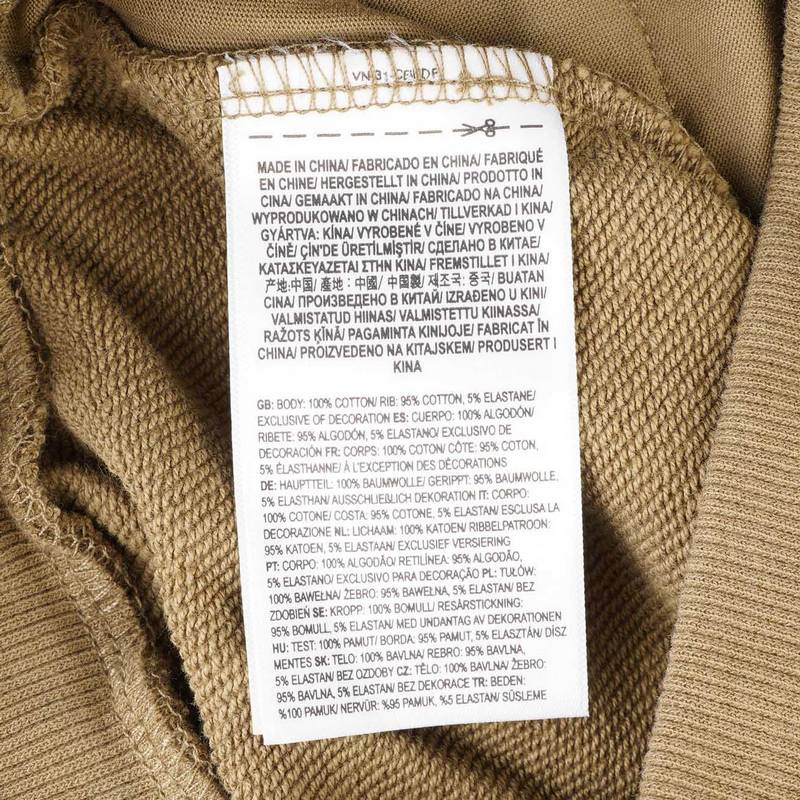 MADE IN CHINA/ FABRICADO EN CHINA/ FABRIQUÉ
EN CHINE/ HERGESTELLT IN CHINA/ PRODOTTO IN
CINA/ GEMAAKT IN CHINA/ FABRICADO NA CHINA/
WYPRODUKOWANO W CHINACH/ TILLVERKAD I KINA/
GYÁRTVA: KÍNA/ VYROBENÉ V ČÍNE/ VYROBENO V
ČÍNĚ/ ÇİN'DE ÜRETİLMİŞTİR/ СДЕЛАНО В КИТАЕ/
ΚΑΤΑΣΚΕΥΑΖΕΤΑΙ ΣΤΗΝ ΚΙΝΑ/ FREMSTILLET I KINA/
产地:中国/ 產地：中國/ 中国製/ 제조국: 중국/ BUATAN
CINA/ ПРОИЗВЕДЕНО В КИТАЙ/ IZRAĐENO U KINI/
VALMISTATUD HIINAS/ VALMISTETTU KIINASSA/
RAŽOTS ĶĪNĀ/ PAGAMINTA KINIJOJE/ FABRICAT ÎN
CHINA/ PROIZVEDENO NA KITAJSKEM/ PRODUSERT I
KINA
GB: BODY: 100% COTTON/ RIB: 95% COTTON, 5% ELASTANE/
EXCLUSIVE OF DECORATION ES: CUERPO: 100% ALGODÓN/
RIBETE: 95% ALGODÓN, 5% ELASTANO/ EXCLUSIVO DE
DECORACIÓN FR: CORPS: 100% COTON/ CÔTE: 95% COTON,
5% ÉLASTHANNE/ À L'EXCEPTION DES DÉCORATIONS
DE: HAUPTTEIL: 100% BAUMWOLLE/ GERIPPT: 95% BAUMWOLLE,
5% ELASTHAN/ AUSSCHLIEßLICH DEKORATION IT: CORPO:
100% COTONE/ COSTA: 95% COTONE, 5% ELASTAN/ ESCLUSA LA
DECORAZIONE NL: LICHAAM: 100% KATOEN/ RIBBELPATROON:
95% KATOEN, 5% ELASTAAN/ EXCLUSIEF VERSIERING
PT: CORPO: 100% ALGODÃO/ RETILÍNEA: 95% ALGODÃO,
5% ELASTANO/ EXCLUSIVO PARA DECORAÇÃO PL: TUŁÓW:
100% BAWEŁNA/ ŻEBRO: 95% BAWEŁNA, 5% ELASTAN/ BEZ
ZDOBIEŃ SE: KROPP: 100% BOMULL/ RESÅRSTICKNING:
95% BOMULL, 5% ELASTAN/ MED UNDANTAG AV DEKORATIONEN
HU: TEST: 100% PAMUT/ BORDA: 95% PAMUT, 5% ELASZTÁN/ DÍSZ
MENTES SK: TELO: 100% BAVLNA/ REBRO: 95% BAVLNA,
5% ELASTAN/ BEZ OZDOBY CZ: TĚLO: 100% BAVLNA/ ŽEBRO:
95% BAVLNA, 5% ELASTAN/ BEZ DEKORACE TR: BEDEN:
%100 PAMUK/ NERVÜR: %95 PAMUK, %5 ELASTAN/ SÜSLEME